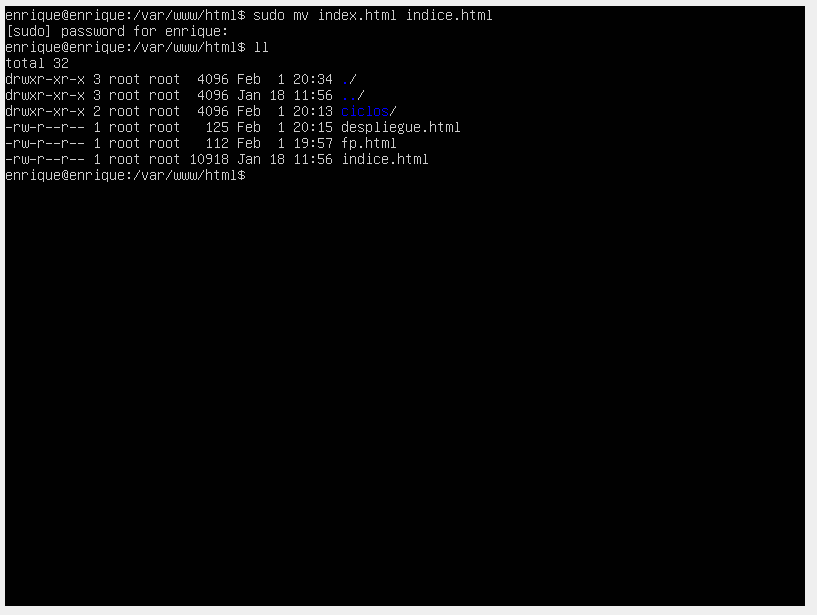 enrique@enrique:/var/www/html$ sudo mv index.html indice.html
[sudo] password for enrique:
enrique@enrique:/var/www/html$ ll
total 32
drwxr-xr-x 3 root root  4096 Feb  1 20:34 ./
drwxr-xr-x 3 root root  4096 Jan 18 11:56 ../
drwxr-xr-x 2 root root  4096 Feb  1 20:13 ciclos/
-rw-r--r-- 1 root root   125 Feb  1 20:15 despliegue.html
-rw-r--r-- 1 root root   112 Feb  1 19:57 fp.html
-rw-r--r-- 1 root root 10918 Jan 18 11:56 indice.html
enrique@enrique:/var/www/html$